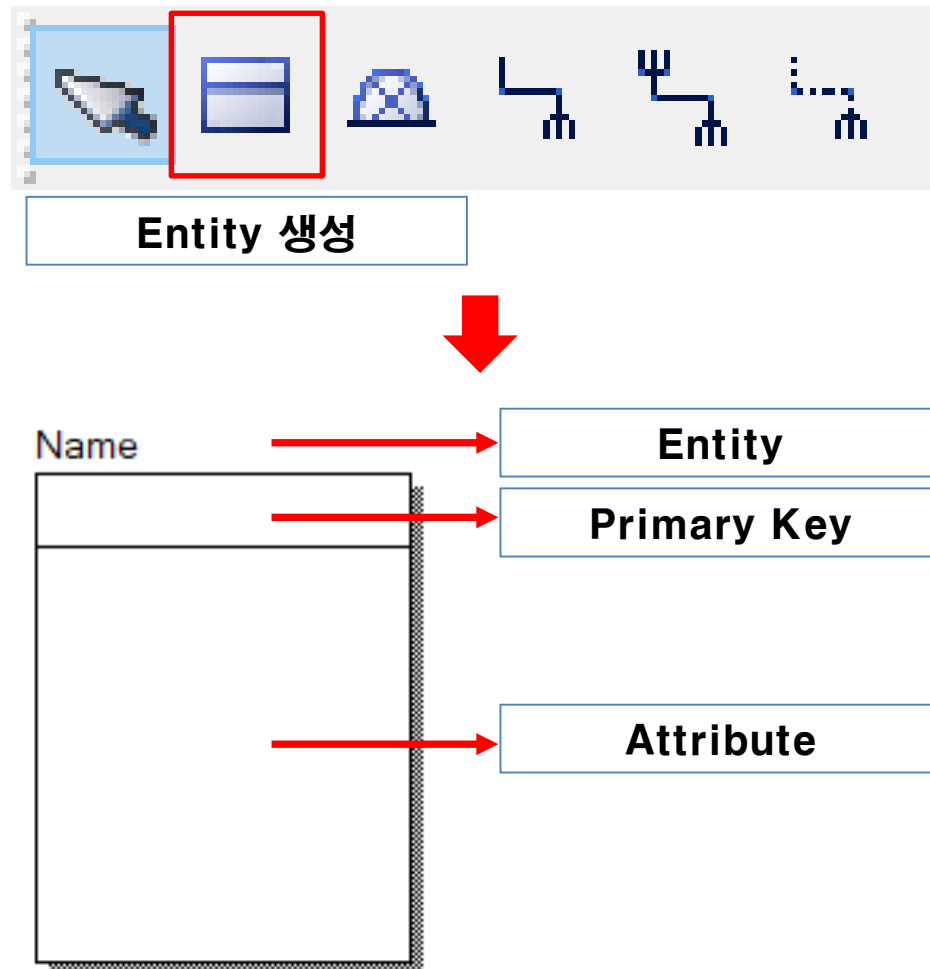 Entity 생성
Name
Entity
Primary Key
Attribute